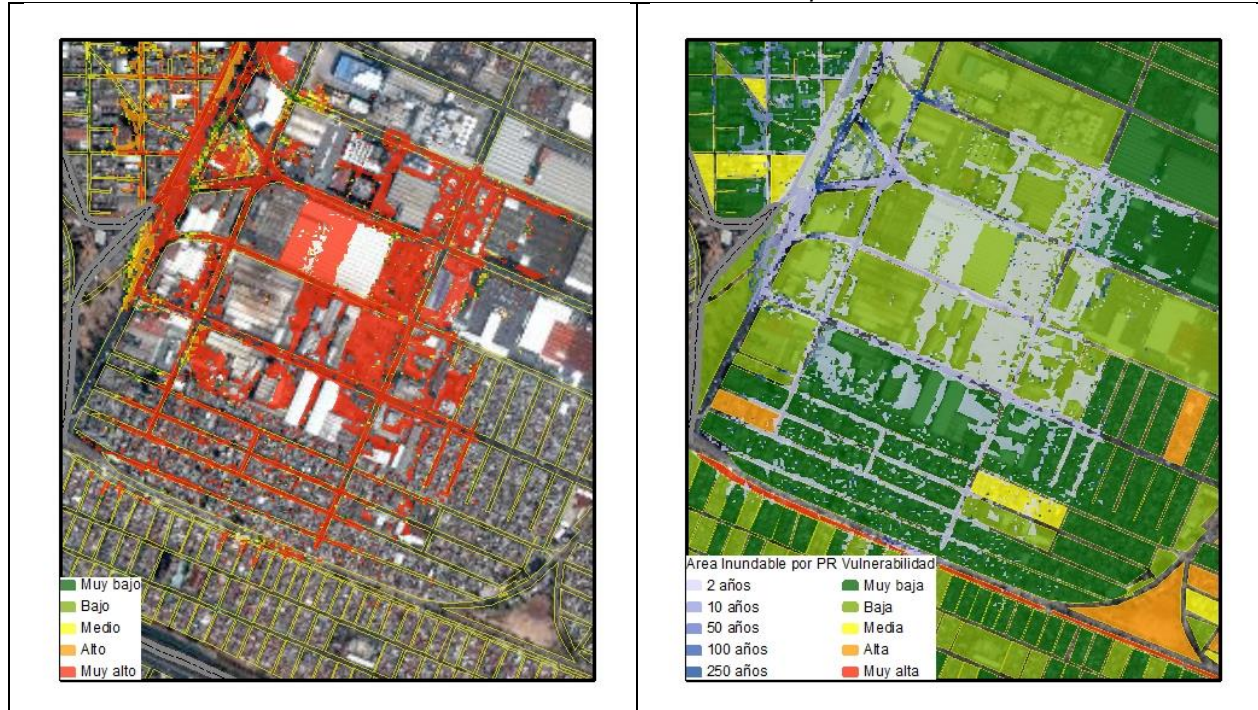 Muy bajo
Bajo
Medio
Alto
Muy alto
Area Inundable por PR Vulnerabilidad
2 años Muy baja
10 años Baja
50 años Media
100 años Alta
250 años Muy alta